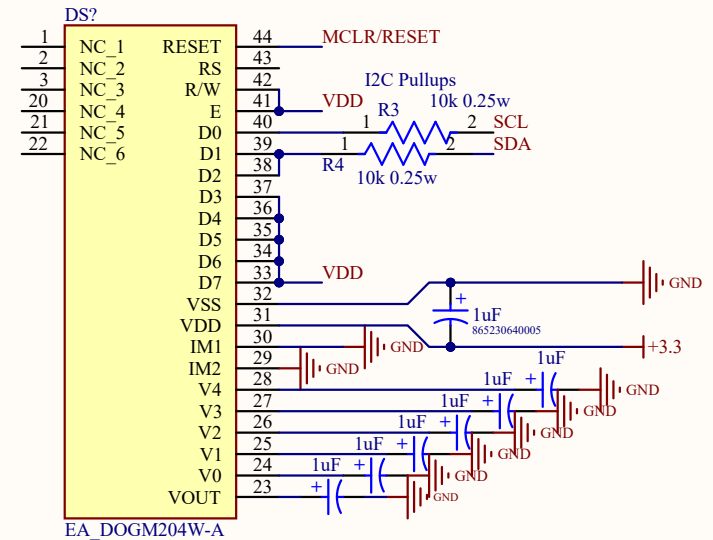 DS?
1 NC_1 RESET 44 MCLR/RESET
2 NC_2 RS 43
3 NC_3 R/W 42 I2C Pullups
20 NC_4 E 41 VDD R3 10k 0.25w
21 NC_5 D0 40 1 2 SCL
22 NC_6 D1 39 1 2 SDA
D2 38 R4 10k 0.25w
D3 37
D4 36
D5 35
D6 34
D7 33 VDD
VSS 32 GND
VDD 31 + 1uF
865230640005
IM1 30 GND +3.3
IM2 29 GND 1uF
V4 28 1uF + GND
V3 27 1uF + GND
V2 26 1uF + GND
V1 25 1uF + GND
V0 24 1uF + GND
VOUT 23 + GND
EA_DOGM204W-A